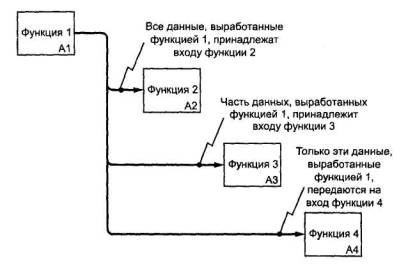 Функция 1
А1
Все данные, выработанные
функцией 1, принадлежат
входу функции 2
Функция 2
А2
Часть данных, выработанных
функцией 1, принадлежит
входу функции 3
Функция 3
А3
Только эти данные,
выработанные
функцией 1,
передаются на
вход функции 4
Функция 4
А4